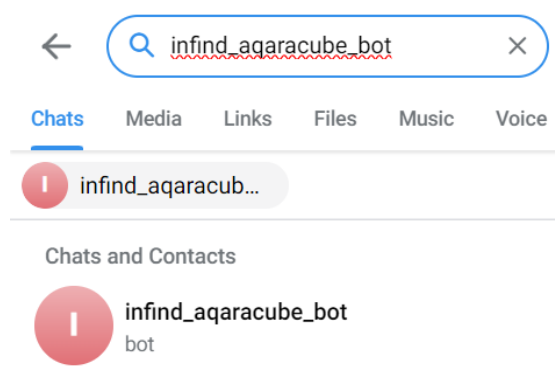 infind_aqaracube_bot
Chats Media Links Files Music Voice
I infind_aqaracub...
Chats and Contacts
I
infind_aqaracube_bot
bot